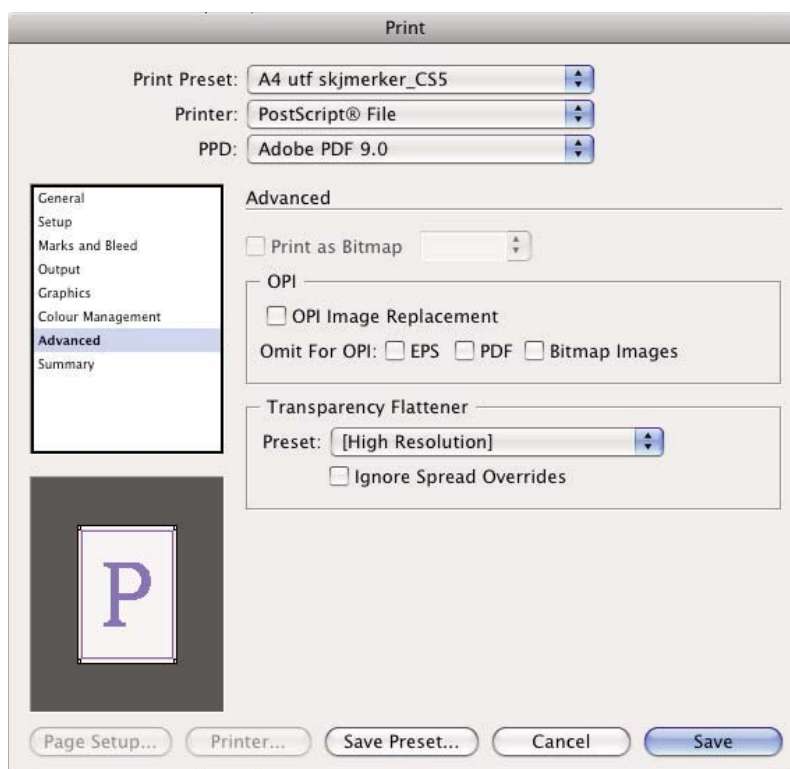 Print
Print Preset: A4 utf skjmerker_CS5
Printer: PostScript® File
PPD: Adobe PDF 9.0
General
Setup
Marks and Bleed
Output
Graphics
Colour Management
Advanced
Summary
Advanced
Print as Bitmap
OPI
OPI Image Replacement
Omit For OPI: EPS PDF Bitmap Images
Transparency Flattener
Preset: [High Resolution]
Ignore Spread Overrides
P
Page Setup... Printer... Save Preset... Cancel Save